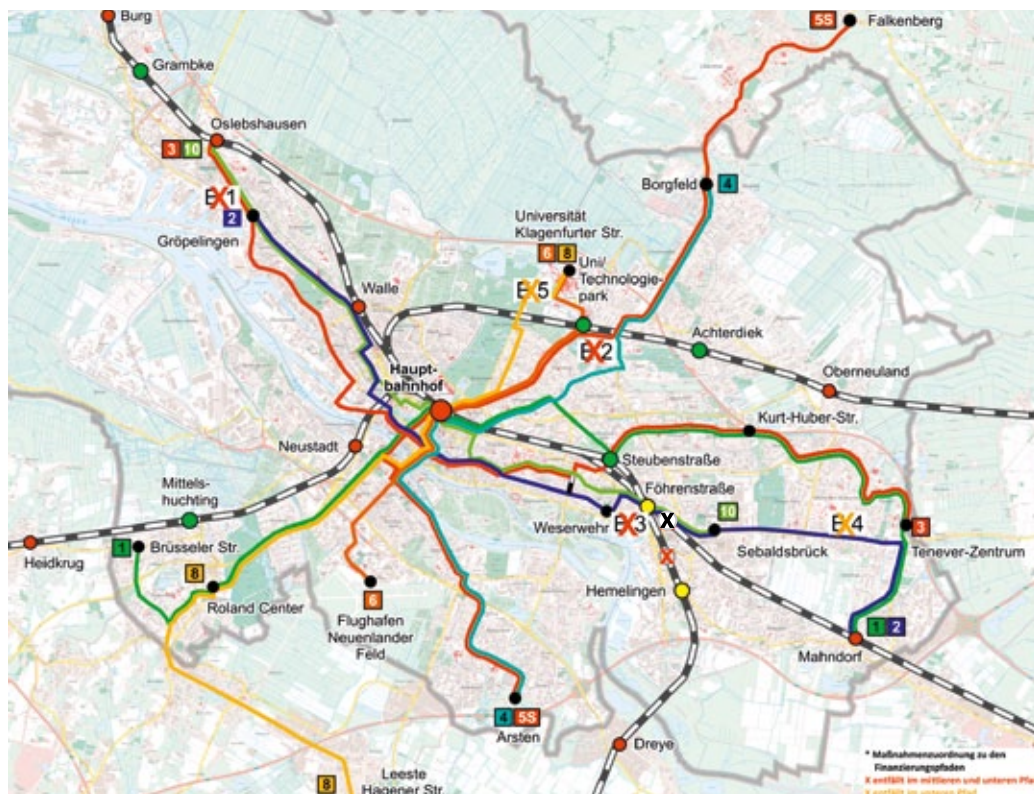 Burg
Grambke
Oslebshausen
3 10
E 1
2
Gröpelingen
Walle
Haupt-
bahnhof
Neustadt
Mittels-
huchting
Heidkrug
1 Brüsseler Str.
8
Roland Center
6
Flughafen
Neuenlander
Feld
4 5S
Arsten
8
Leeste
Hagener Str.
Dreye
5S
Falkenberg
Borgfeld 4
Universität
Klagenfurter Str.
6 8
Uni/
Technologie-
park
E 5
E 2
Achterdiek
Oberneuland
Kurt-Huber-Str.
Steubenstraße
Föhrenstraße
X
10
Weserwehr
E 3
Sebaldsbrück
E 4
3
Tenever-Zentrum
X
Hemelingen
1 2
Mahndorf
* Maßnahmenzuordnung zu den
Finanzierungspfaden
X entfällt im mittleren und unteren
X entfällt im unteren Pfad